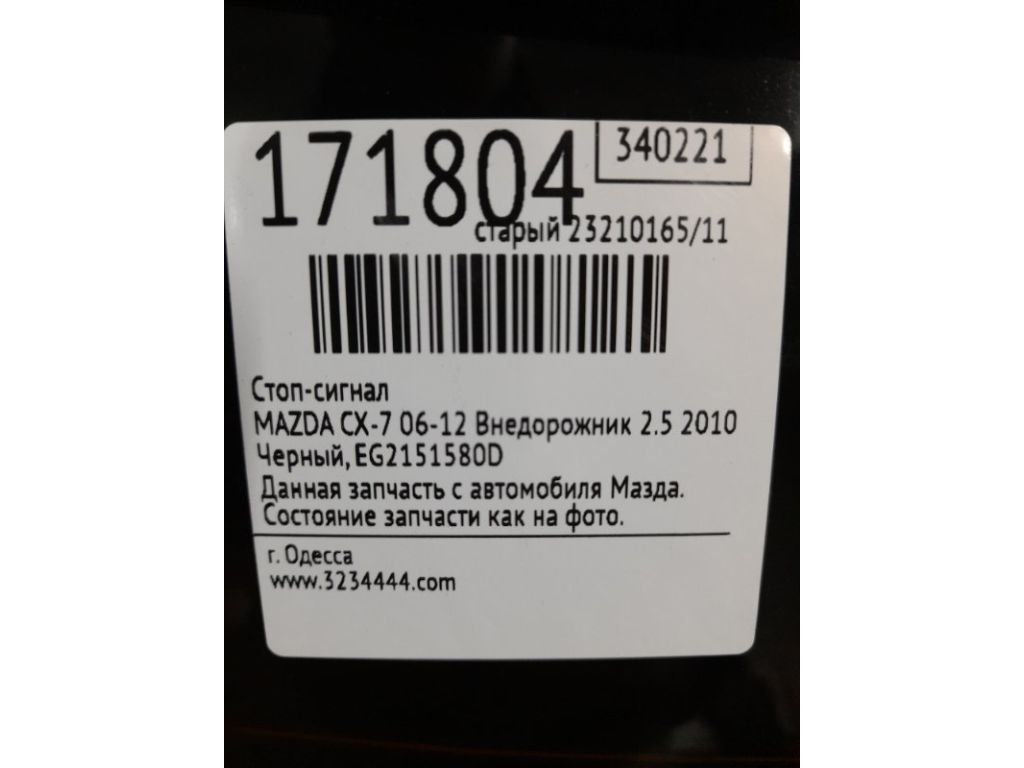 171804
340221
старый 23210165/11
Стоп-сигнал
MAZDA CX-7 06-12 Внедорожник 2.5 2010
Черный, EG2151580D
Данная запчасть с автомобиля Мазда.
Состояние запчасти как на фото.
г. Одесса
www.3234444.com